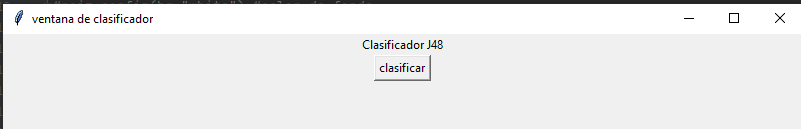 ventana de clasificador
Clasificador J48
clasificar